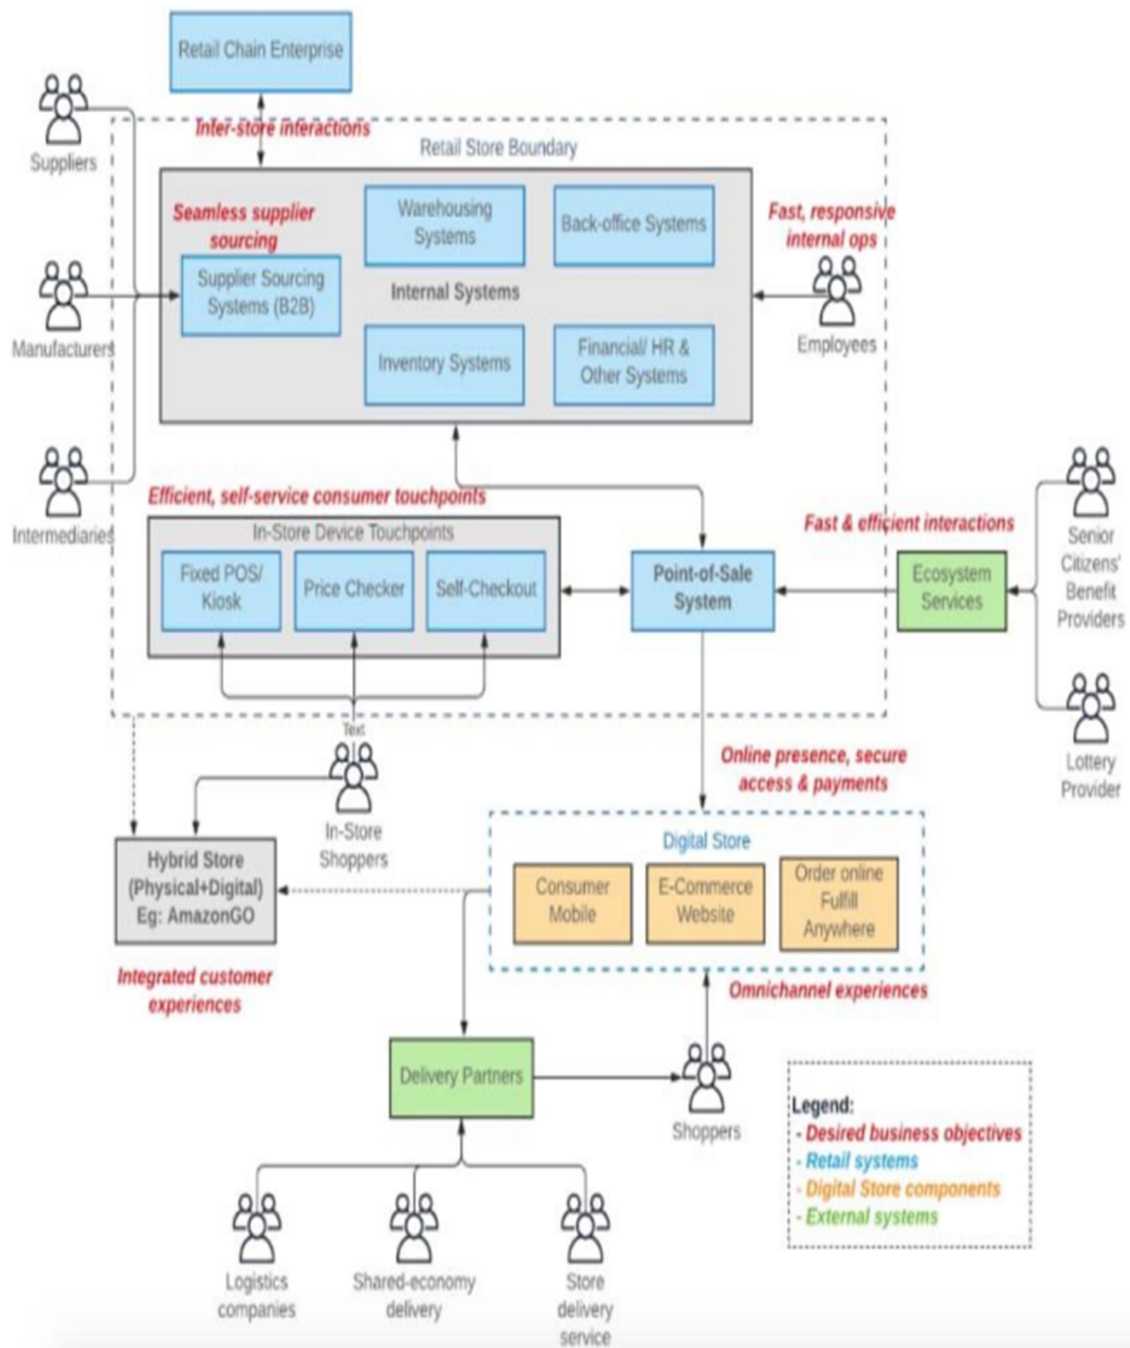 Retail Chain Enterprise
Suppliers
Inter-store interactions
Retail Store Boundary
Seamless supplier
sourcing
Warehousing
Systems
Back-office Systems
Fast, responsive
internal ops
Supplier Sourcing
Systems (B2B)
Internal Systems
Manufacturers
Employees
Inventory Systems
Financial/ HR &
Other Systems
Intermediaries
Efficient, self-service consumer touchpoints
In-Store Device Touchpoints
Fixed POS/
Kiosk
Price Checker
Self-Checkout
Point-of-Sale
System
Fast & efficient interactions
Ecosystem
Services
Senior
Citizens'
Benefit
Providers
Lottery
Provider
Text
In-Store
Shoppers
Online presence, secure
access & payments
Hybrid Store
(Physical+Digital)
Eg: AmazonGO
Integrated customer
experiences
Digital Store
Consumer
Mobile
E-Commerce
Website
Order online
Fulfill
Anywhere
Omnichannel experiences
Delivery Partners
Shoppers
Legend:
- Desired business objectives
- Retail systems
- Digital Store components
- External systems
Logistics
companies
Shared-economy
delivery
Store
delivery
service